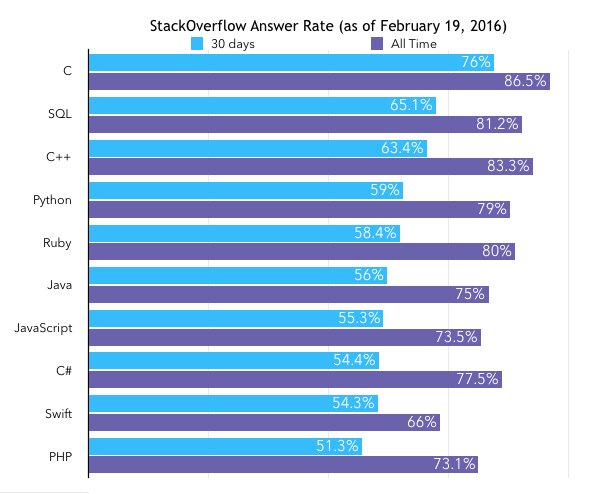 StackOverflow Answer Rate (as of February 19, 2016)
30 days All Time
C 76%
86.5%
SQL 65.1%
81.2%
C++ 63.4%
83.3%
Python 59%
79%
Ruby 58.4%
80%
Java 56%
75%
JavaScript 55.3%
73.5%
C# 54.4%
77.5%
Swift 54.3%
66%
PHP 51.3%
73.1%